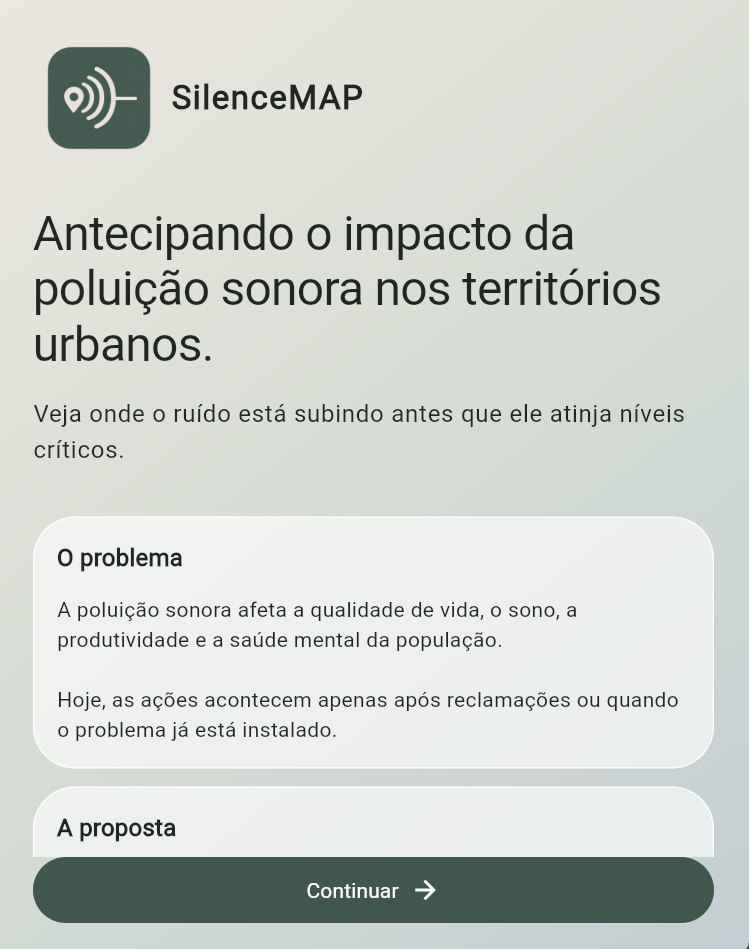 SilenceMAP
Antecipando o impacto da
poluição sonora nos territórios
urbanos.
Veja onde o ruído está subindo antes que ele atinja níveis
críticos.
O problema
A poluição sonora afeta a qualidade de vida, o sono, a
produtividade e a saúde mental da população.
Hoje, as ações acontecem apenas após reclamações ou quando
o problema já está instalado.
A proposta
Continuar